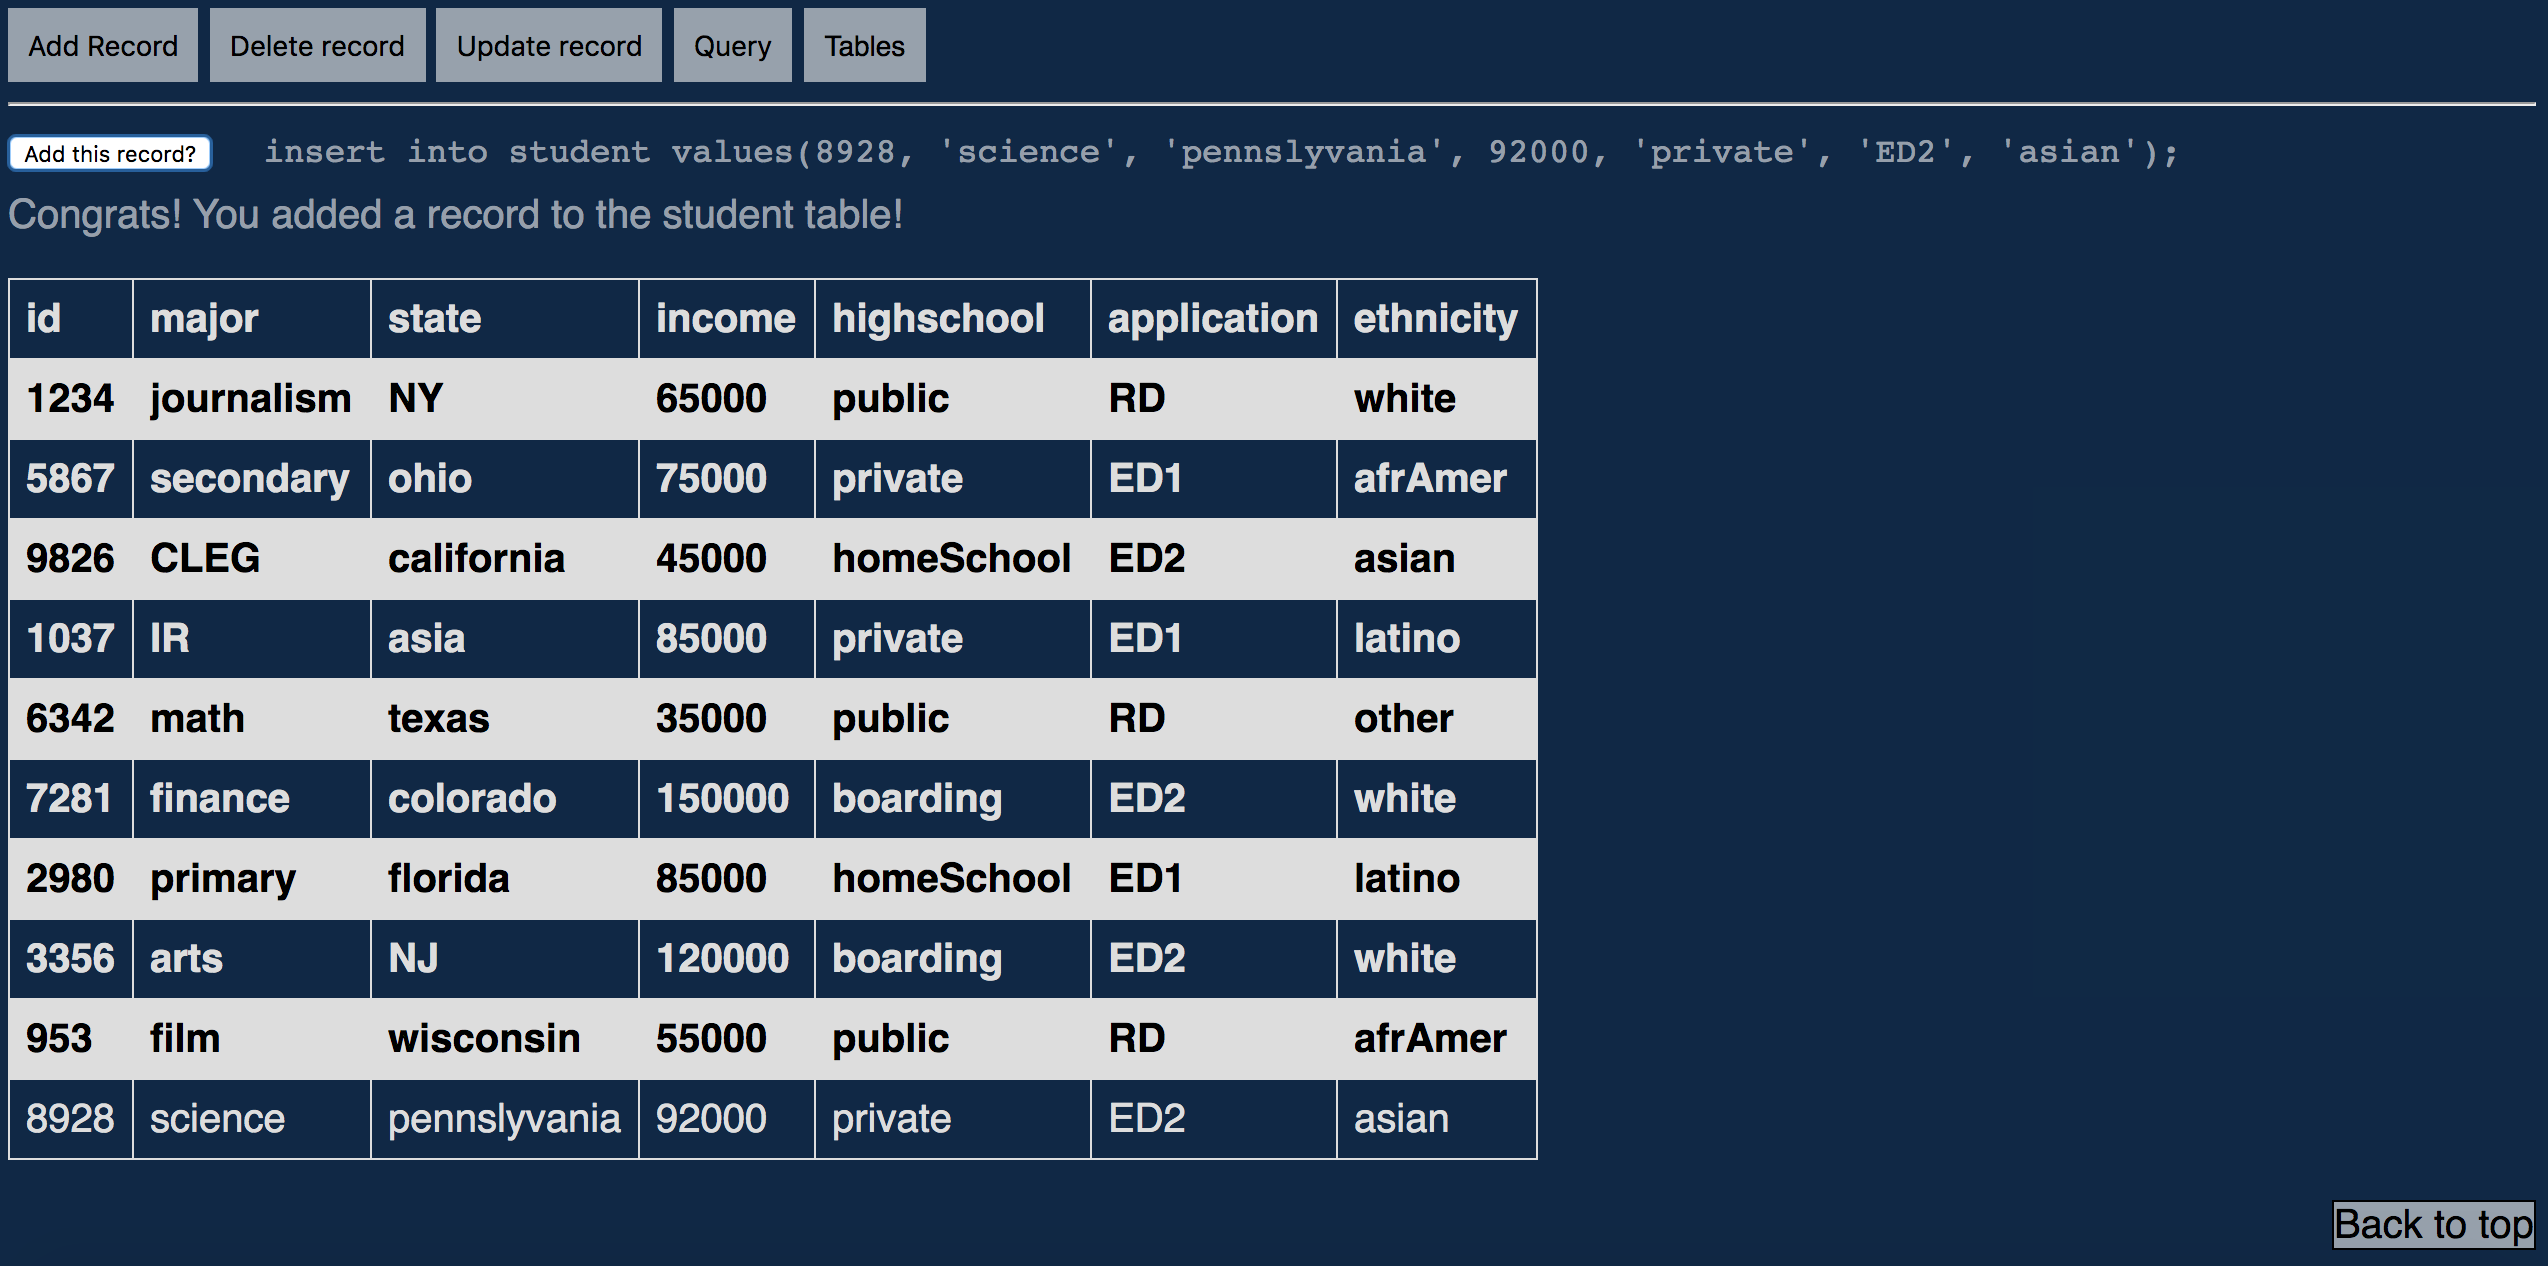 Add Record Delete record Update record Query Tables
Add this record? insert into student values(8928, 'science', 'pennslyvania', 92000, 'private', 'ED2', 'asian');
Congrats! You added a record to the student table!
id major state income highschool application ethnicity
1234 journalism NY 65000 public RD white
5867 secondary ohio 75000 private ED1 afrAmer
9826 CLEG california 45000 homeSchool ED2 asian
1037 IR asia 85000 private ED1 latino
6342 math texas 35000 public RD other
7281 finance colorado 150000 boarding ED2 white
2980 primary florida 85000 homeSchool ED1 latino
3356 arts NJ 120000 boarding ED2 white
953 film wisconsin 55000 public RD afrAmer
8928 science pennslyvania 92000 private ED2 asian
Back to top